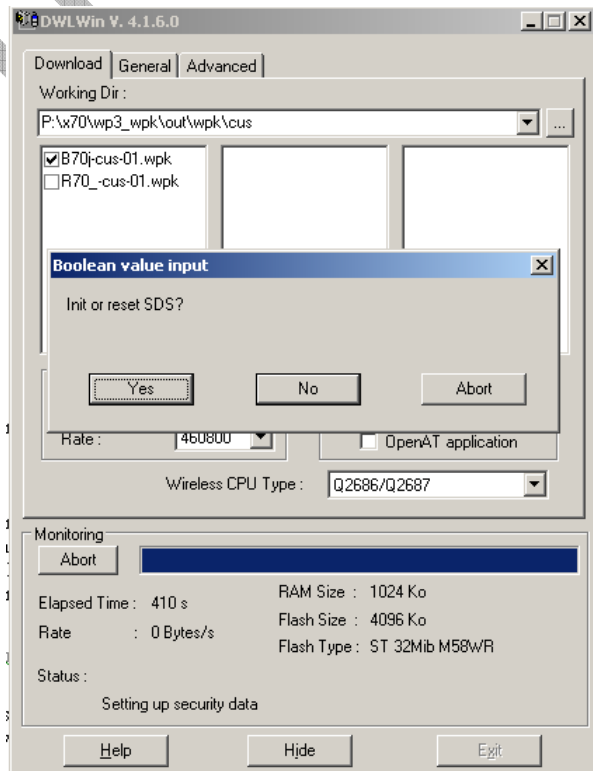 DWLWin V. 4.1.6.0
Download General Advanced
Working Dir :
P:\x70\wp3_wpk\out\wpk\cus
...
B70j-cus-01.wpk
R70_-cus-01.wpk
Boolean value input
Init or reset SDS?
Yes No Abort
Rate : 460800 OpenAT application
Wireless CPU Type : Q2686/Q2687
Monitoring
Abort
Elapsed Time : 410 s
Rate : 0 Bytes/s
RAM Size : 1024 Ko
Flash Size : 4096 Ko
Flash Type : ST 32Mib M58WR
Status :
Setting up security data
Help Hide Exit